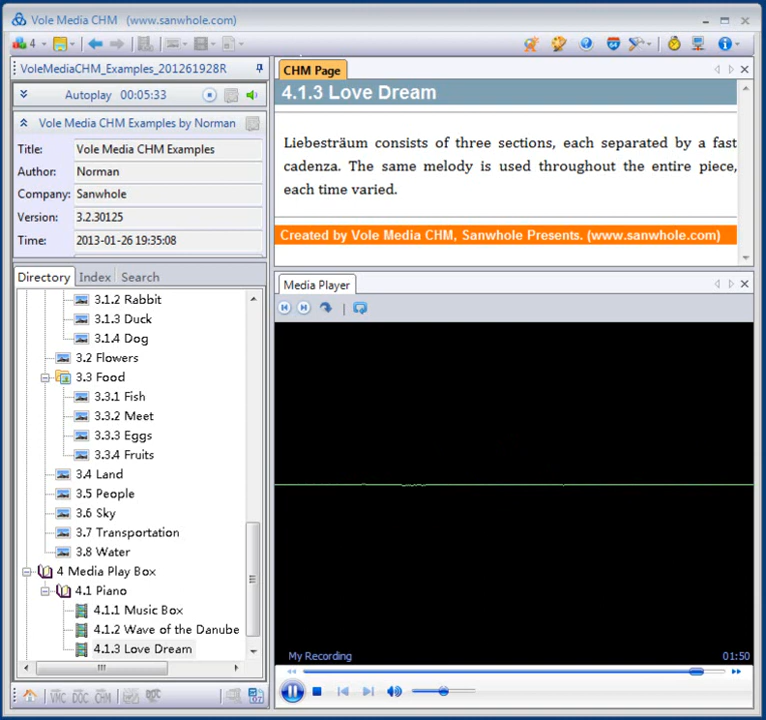 Vole Media CHM (www.sanwhole.com)
4
VoleMediaCHM_Examples_201261928R
Autoplay 00:05:33
Vole Media CHM Examples by Norman
Title: Vole Media CHM Examples
Author: Norman
Company: Sanwhole
Version: 3.2.30125
Time: 2013-01-26 19:35:08
Directory Index Search
3.1.2 Rabbit
3.1.3 Duck
3.1.4 Dog
3.2 Flowers
3.3 Food
3.3.1 Fish
3.3.2 Meet
3.3.3 Eggs
3.3.4 Fruits
3.4 Land
3.5 People
3.6 Sky
3.7 Transportation
3.8 Water
4 Media Play Box
4.1 Piano
4.1.1 Music Box
4.1.2 Wave of the Danube
4.1.3 Love Dream
VMC DOC CHM
CHM Page
4.1.3 Love Dream
Liebesträum consists of three sections, each separated by a fast
cadenza. The same melody is used throughout the entire piece,
each time varied.
Created by Vole Media CHM, Sanwhole Presents. (www.sanwhole.com)
Media Player
My Recording 01:50